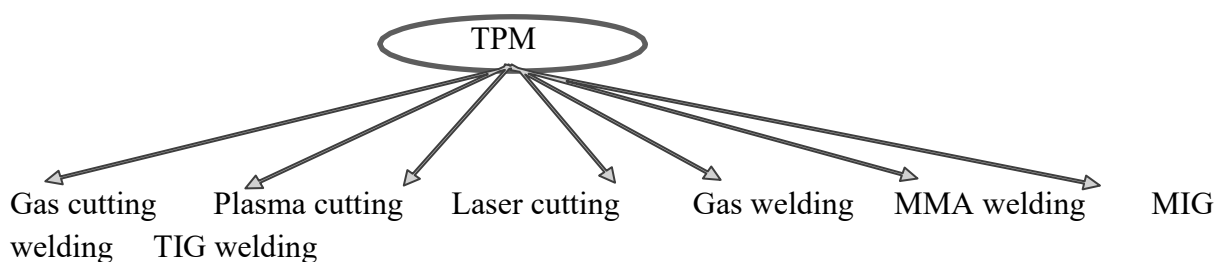 TPM
Gas cutting Plasma cutting Laser cutting Gas welding MMA welding MIG
welding TIG welding